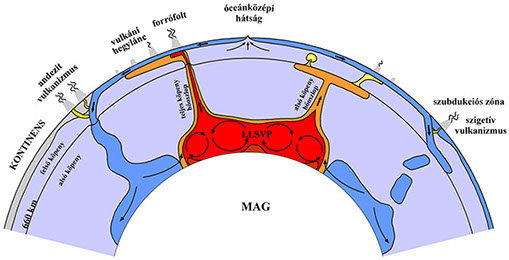 óceánközépi
hátság
forrófolt
vulkáni
hegylánc
andezit
vulkanizmus
KONTINENS
felső köpeny
alsó köpeny
660 km
teljes köpeny
hőoszlop
alsó köpeny
hőoszlop
LLSVP
szubdukciós zóna
szigetív
vulkanizmus
MAG